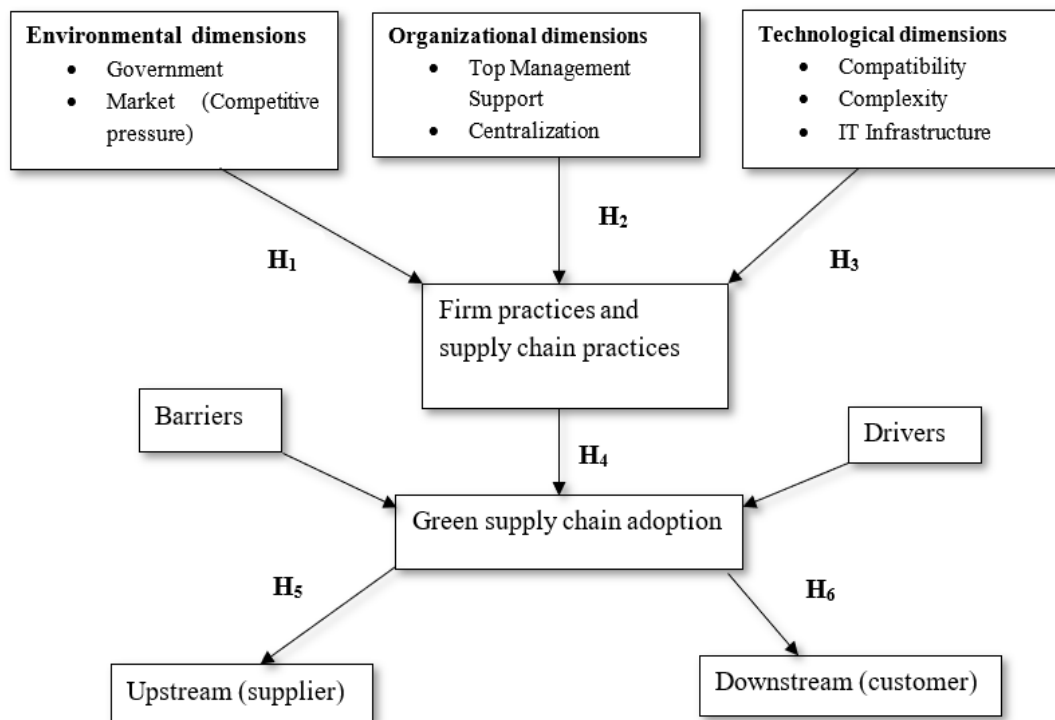 Environmental dimensions
• Government
• Market (Competitive
pressure)
Organizational dimensions
• Top Management
Support
• Centralization
Technological dimensions
• Compatibility
• Complexity
• IT Infrastructure
H₁
H₂
H₃
Firm practices and
supply chain practices
Barriers
Drivers
H₄
Green supply chain adoption
H₅
H₆
Upstream (supplier)
Downstream (customer)